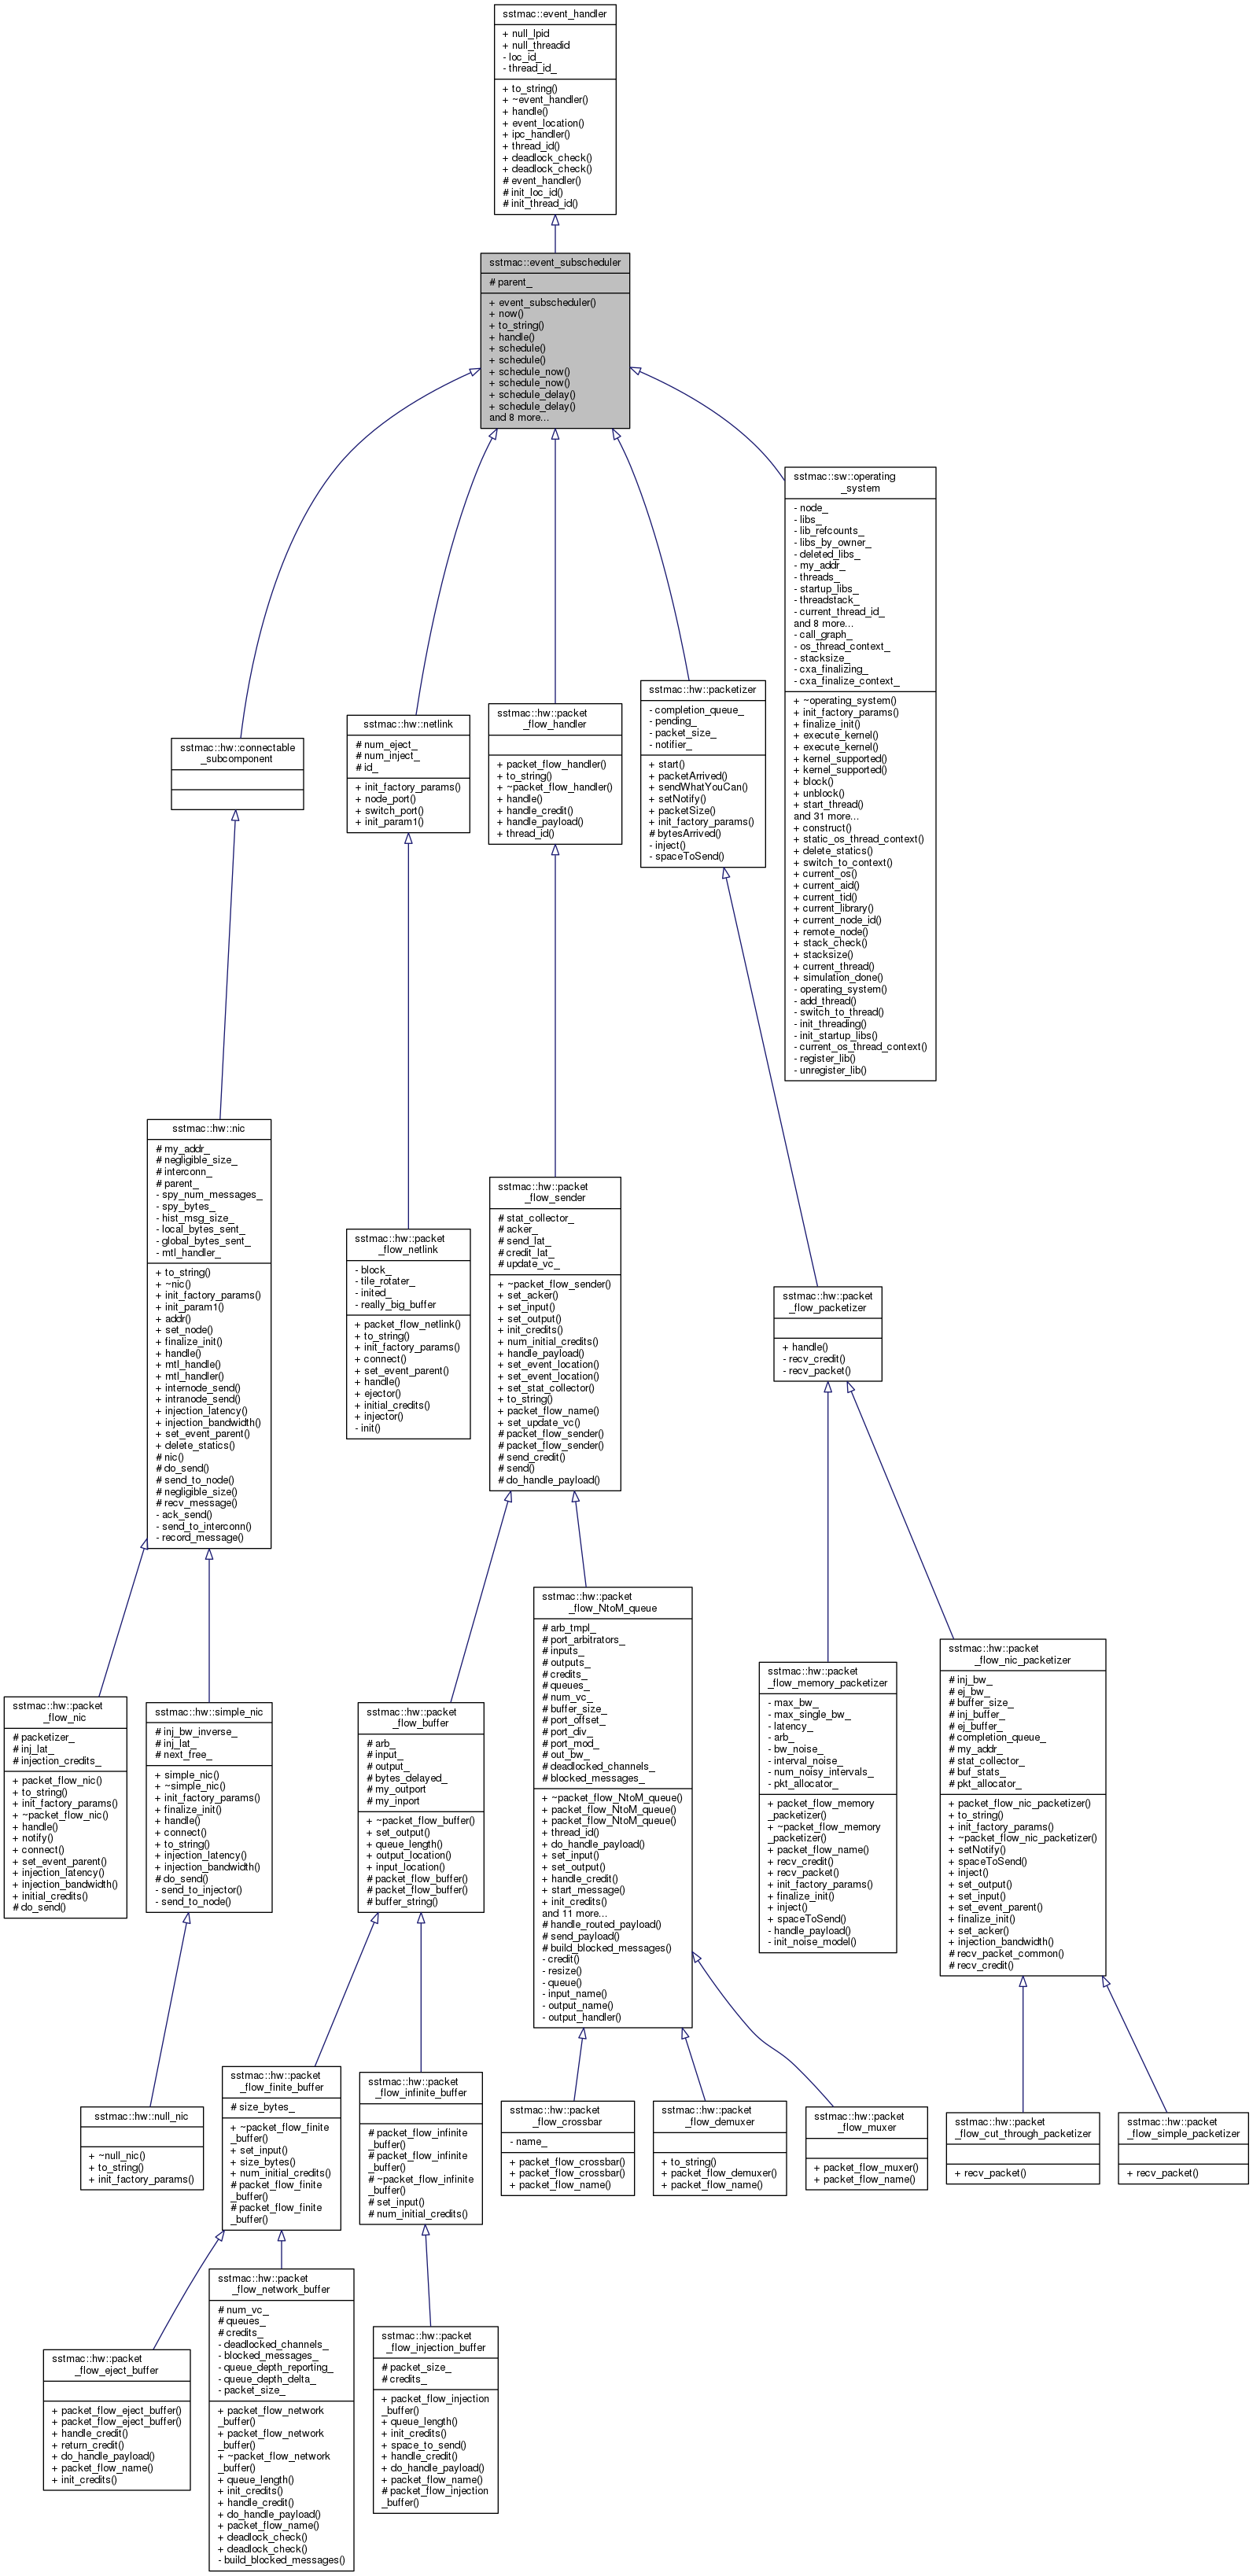 sstmac::event_handler
+ null_lpid
+ null_threadid
- loc_id_
- thread_id_
+ to_string()
+ ~event_handler()
+ handle()
+ event_location()
+ ipc_handler()
+ thread_id()
+ deadlock_check()
+ deadlock_check()
# event_handler()
# init_loc_id()
# init_thread_id()
sstmac::event_subscheduler
# parent_
+ event_subscheduler()
+ now()
+ to_string()
+ handle()
+ schedule()
+ schedule()
+ schedule_now()
+ schedule_now()
+ schedule_delay()
+ schedule_delay()
and 8 more...
sstmac::sw::operating
_system
- node_
- libs_
- lib_refcounts_
- libs_by_owner_
- deleted_libs_
- my_addr_
- threads_
- startup_libs_
- threadstack_
- current_thread_id_
and 8 more...
- call_graph_
- os_thread_context_
- stacksize_
- cxa_finalizing_
- cxa_finalize_context_
+ ~operating_system()
+ init_factory_params()
+ finalize_init()
+ execute_kernel()
+ execute_kernel()
+ kernel_supported()
+ kernel_supported()
+ block()
+ unblock()
+ start_thread()
and 31 more...
+ construct()
+ static_os_thread_context()
+ delete_statics()
+ switch_to_context()
+ current_os()
+ current_aid()
+ current_tid()
+ current_library()
+ current_node_id()
+ remote_node()
+ stack_check()
+ stacksize()
+ current_thread()
+ simulation_done()
- operating_system()
- add_thread()
- switch_to_thread()
- init_threading()
- init_startup_libs()
- current_os_thread_context()
- register_lib()
- unregister_lib()
sstmac::hw::connectable
_subcomponent
sstmac::hw::netlink
# num_eject_
# num_inject_
# id_
+ init_factory_params()
+ node_port()
+ switch_port()
+ init_param1()
sstmac::hw::packet
_flow_handler
+ packet_flow_handler()
+ to_string()
+ ~packet_flow_handler()
+ handle()
+ handle_credit()
+ handle_payload()
+ thread_id()
sstmac::hw::packetizer
- completion_queue_
- pending_
- packet_size_
- notifier_
+ start()
+ packetArrived()
+ sendWhatYouCan()
+ setNotify()
+ packetSize()
+ init_factory_params()
# bytesArrived()
- inject()
- spaceToSend()
sstmac::hw::nic
# my_addr_
# negligible_size_
# interconn_
# parent_
- spy_num_messages_
- spy_bytes_
- hist_msg_size_
- local_bytes_sent_
- global_bytes_sent_
- mtl_handler_
+ to_string()
+ ~nic()
+ init_factory_params()
+ init_param1()
+ addr()
+ set_node()
+ finalize_init()
+ handle()
+ mtl_handle()
+ mtl_handler()
+ internode_send()
+ intranode_send()
+ injection_latency()
+ injection_bandwidth()
+ set_event_parent()
+ delete_statics()
# nic()
# do_send()
# send_to_node()
# negligible_size()
# recv_message()
- ack_send()
- send_to_interconn()
- record_message()
sstmac::hw::packet
_flow_netlink
- block_
- tile_rotater_
- inited_
- really_big_buffer
+ packet_flow_netlink()
+ to_string()
+ init_factory_params()
+ connect()
+ set_event_parent()
+ handle()
+ ejector()
+ initial_credits()
+ injector()
- init()
sstmac::hw::packet
_flow_sender
# stat_collector_
# acker_
# send_lat_
# credit_lat_
# update_vc_
+ ~packet_flow_sender()
+ set_acker()
+ set_input()
+ set_output()
+ init_credits()
+ num_initial_credits()
+ handle_payload()
+ set_event_location()
+ set_event_location()
+ set_stat_collector()
+ to_string()
+ packet_flow_name()
+ set_update_vc()
# packet_flow_sender()
# packet_flow_sender()
# send_credit()
# send()
# do_handle_payload()
sstmac::hw::packet
_flow_packetizer
+ handle()
- recv_credit()
- recv_packet()
sstmac::hw::packet
_flow_nic
# packetizer_
# inj_lat_
# injection_credits_
+ packet_flow_nic()
+ to_string()
+ init_factory_params()
+ ~packet_flow_nic()
+ handle()
+ notify()
+ connect()
+ set_event_parent()
+ injection_latency()
+ injection_bandwidth()
+ initial_credits()
# do_send()
sstmac::hw::simple_nic
# inj_bw_inverse_
# inj_lat_
# next_free_
+ simple_nic()
+ ~simple_nic()
+ init_factory_params()
+ finalize_init()
+ handle()
+ connect()
+ to_string()
+ injection_latency()
+ injection_bandwidth()
# do_send()
- send_to_injector()
- send_to_node()
sstmac::hw::packet
_flow_buffer
# arb_
# input_
# output_
# bytes_delayed_
# my_outport
# my_inport
+ ~packet_flow_buffer()
+ set_output()
+ queue_length()
+ output_location()
+ input_location()
# packet_flow_buffer()
# packet_flow_buffer()
# buffer_string()
sstmac::hw::packet
_flow_NtoM_queue
# arb_tmpl_
# port_arbitrators_
# inputs_
# outputs_
# credits_
# queues_
# num_vc_
# buffer_size_
# port_offset_
# port_div_
# port_mod_
# out_bw_
# deadlocked_channels_
# blocked_messages_
+ ~packet_flow_NtoM_queue()
+ packet_flow_NtoM_queue()
+ packet_flow_NtoM_queue()
+ thread_id()
+ do_handle_payload()
+ set_input()
+ set_output()
+ handle_credit()
+ start_message()
+ init_credits()
and 11 more...
# handle_routed_payload()
# send_payload()
# build_blocked_messages()
- credit()
- resize()
- queue()
- input_name()
- output_name()
- output_handler()
sstmac::hw::packet
_flow_memory_packetizer
- max_bw_
- max_single_bw_
- latency_
- arb_
- bw_noise_
- interval_noise_
- num_noisy_intervals_
- pkt_allocator_
+ packet_flow_memory
_packetizer()
+ ~packet_flow_memory
_packetizer()
+ packet_flow_name()
+ recv_credit()
+ recv_packet()
+ init_factory_params()
+ finalize_init()
+ inject()
+ spaceToSend()
- handle_payload()
- init_noise_model()
sstmac::hw::packet
_flow_nic_packetizer
# inj_bw_
# ej_bw_
# buffer_size_
# inj_buffer_
# ej_buffer_
# completion_queue_
# my_addr_
# stat_collector_
# buf_stats_
# pkt_allocator_
+ packet_flow_nic_packetizer()
+ to_string()
+ init_factory_params()
+ ~packet_flow_nic_packetizer()
+ setNotify()
+ spaceToSend()
+ inject()
+ set_output()
+ set_input()
+ set_event_parent()
+ finalize_init()
+ set_acker()
+ injection_bandwidth()
# recv_packet_common()
# recv_credit()
sstmac::hw::null_nic
+ ~null_nic()
+ to_string()
+ init_factory_params()
sstmac::hw::packet
_flow_finite_buffer
# size_bytes_
+ ~packet_flow_finite
_buffer()
+ set_input()
+ size_bytes()
+ num_initial_credits()
# packet_flow_finite
_buffer()
# packet_flow_finite
_buffer()
sstmac::hw::packet
_flow_infinite_buffer
# packet_flow_infinite
_buffer()
# packet_flow_infinite
_buffer()
# ~packet_flow_infinite
_buffer()
# set_input()
# num_initial_credits()
sstmac::hw::packet
_flow_crossbar
- name_
+ packet_flow_crossbar()
+ packet_flow_crossbar()
+ packet_flow_name()
sstmac::hw::packet
_flow_demuxer
+ to_string()
+ packet_flow_demuxer()
+ packet_flow_name()
sstmac::hw::packet
_flow_muxer
+ packet_flow_muxer()
+ packet_flow_name()
sstmac::hw::packet
_flow_cut_through_packetizer
+ recv_packet()
sstmac::hw::packet
_flow_simple_packetizer
+ recv_packet()
sstmac::hw::packet
_flow_eject_buffer
+ packet_flow_eject_buffer()
+ packet_flow_eject_buffer()
+ handle_credit()
+ return_credit()
+ do_handle_payload()
+ packet_flow_name()
+ init_credits()
sstmac::hw::packet
_flow_network_buffer
# num_vc_
# queues_
# credits_
- deadlocked_channels_
- blocked_messages_
- queue_depth_reporting_
- queue_depth_delta_
- packet_size_
+ packet_flow_network
_buffer()
+ packet_flow_network
_buffer()
+ ~packet_flow_network
_buffer()
+ queue_length()
+ init_credits()
+ handle_credit()
+ do_handle_payload()
+ packet_flow_name()
+ deadlock_check()
+ deadlock_check()
- build_blocked_messages()
sstmac::hw::packet
_flow_injection_buffer
# packet_size_
# credits_
+ packet_flow_injection
_buffer()
+ queue_length()
+ init_credits()
+ space_to_send()
+ handle_credit()
+ do_handle_payload()
+ packet_flow_name()
# packet_flow_injection
_buffer()